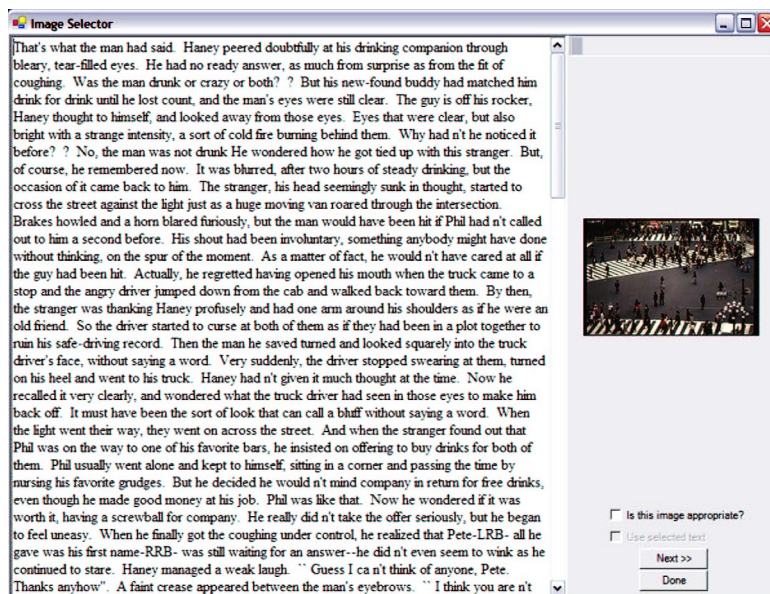 Image Selector
That's what the man had said. Haney peered doubtfully at his drinking companion through
bleary, tear-filled eyes. He had no ready answer, as much from surprise as from the fit of
coughing. Was the man drunk or crazy or both? ? But his new-found buddy had matched him
drink for drink until he lost count, and the man's eyes were still clear. The guy is off his rocker,
Haney thought to himself, and looked away from those eyes. Eyes that were clear, but also
bright with a strange intensity, a sort of cold fire burning behind them. Why had n't he noticed it
before? ? No, the man was not drunk He wondered how he got tied up with this stranger. But,
of course, he remembered now. It was blurred, after two hours of steady drinking, but the
occasion of it came back to him. The stranger, his head seemingly sunk in thought, started to
cross the street against the light just as a huge moving van roared through the intersection.
Brakes howled and a horn blared furiously, but the man would have been hit if Phil had n't called
out to him a second before. His shout had been involuntary, something anybody might have done
without thinking, on the spur of the moment. As a matter of fact, he would n't have cared at all if
the guy had been hit. Actually, he regretted having opened his mouth when the truck came to a
stop and the angry driver jumped down from the cab and walked back toward them. By then,
the stranger was thanking Haney profusely and had one arm around his shoulders as if he were an
old friend. So the driver started to curse at both of them as if they had been in a plot together to
ruin his safe-driving record. Then the man he saved turned and looked squarely into the truck
driver's face, without saying a word. Very suddenly, the driver stopped swearing at them, turned
on his heel and went to his truck. Haney had n't given it much thought at the time. Now he
recalled it very clearly, and wondered what the truck driver had seen in those eyes to make him
back off. It must have been the sort of look that can call a bluff without saying a word. When
the light went their way, they went on across the street. And when the stranger found out that
Phil was on the way to one of his favorite bars, he insisted on offering to buy drinks for both of
them. Phil usually went alone and kept to himself, sitting in a corner and passing the time by
nursing his favorite grudges. But he decided he would n't mind company in return for free drinks,
even though he made good money at his job. Phil was like that. Now he wondered if it was
worth it, having a screwball for company. He really did n't take the offer seriously, but he began
to feel uneasy. When he finally got the coughing under control, he realized that Pete-LRB- all he
gave was his first name-RRB- was still waiting for an answer--he did n't even seem to wink as he
continued to stare. Haney managed a weak laugh. `` Guess I ca n't think of anyone, Pete.
Thanks anyhow". A faint crease appeared between the man's eyebrows. `` I think you are n't
Is this image appropriate?
Use selected text
Next >>
Done